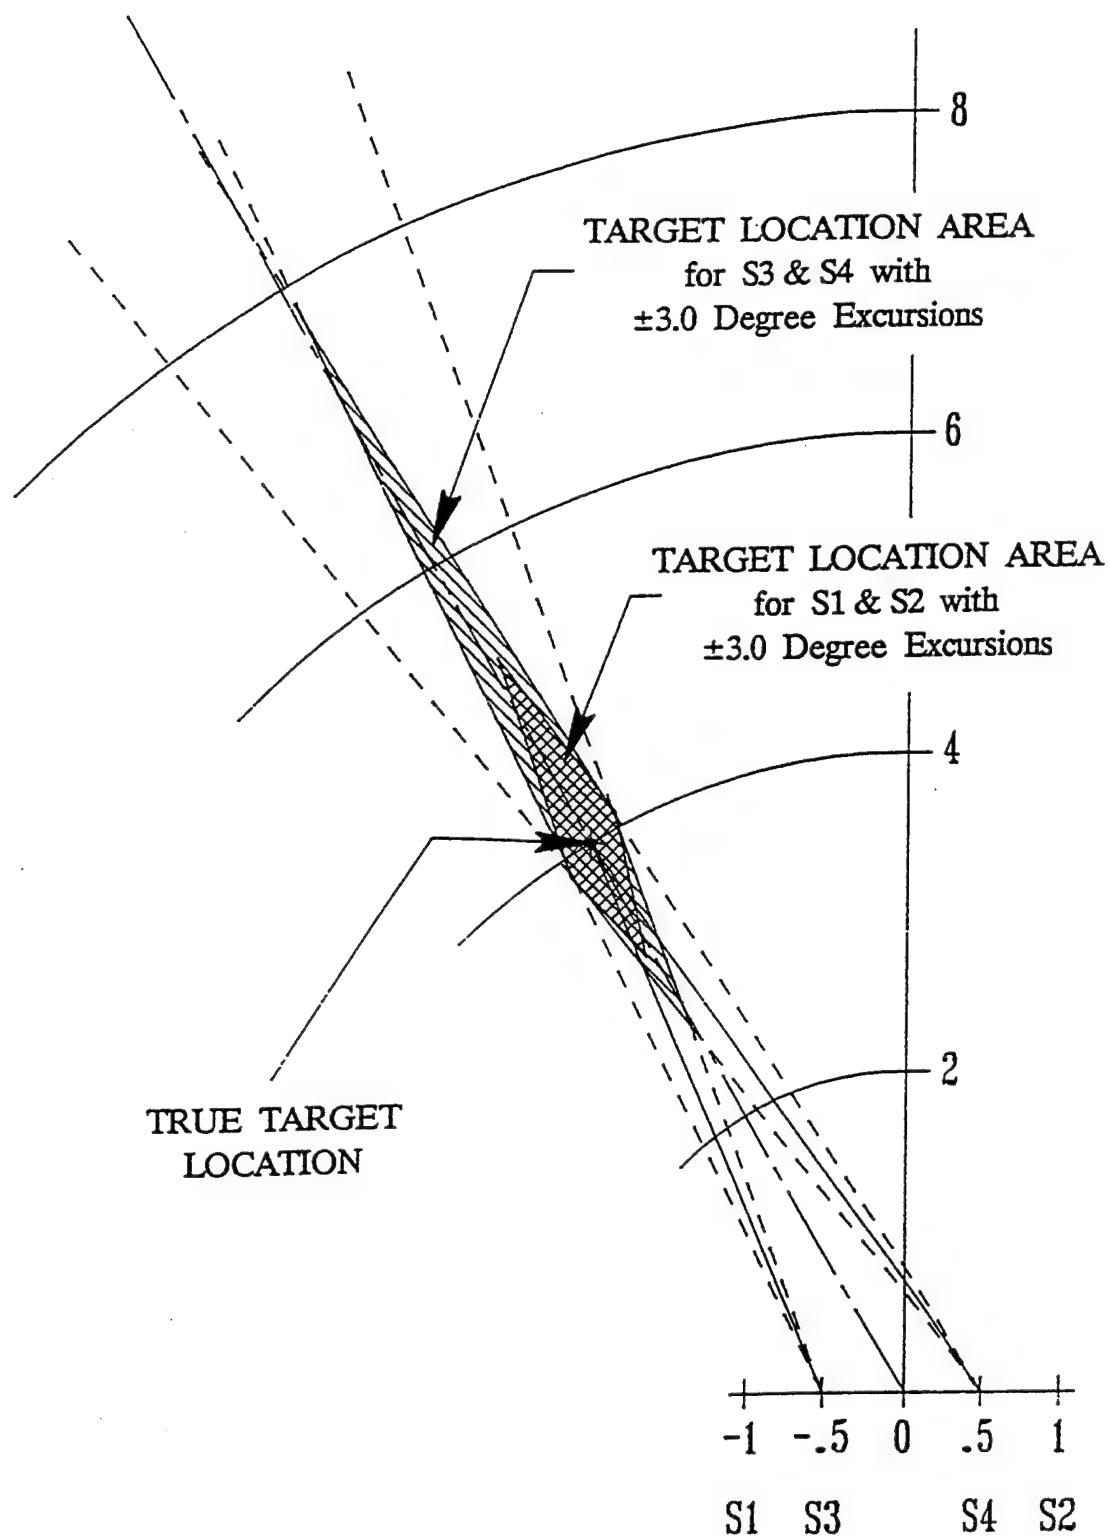 8
TARGET LOCATION AREA
for S3 & S4 with
±3.0 Degree Excursions
6
TARGET LOCATION AREA
for S1 & S2 with
±3.0 Degree Excursions
4
2
TRUE TARGET
LOCATION
-1 -.5 0 .5 1
S1 S3 S4 S2